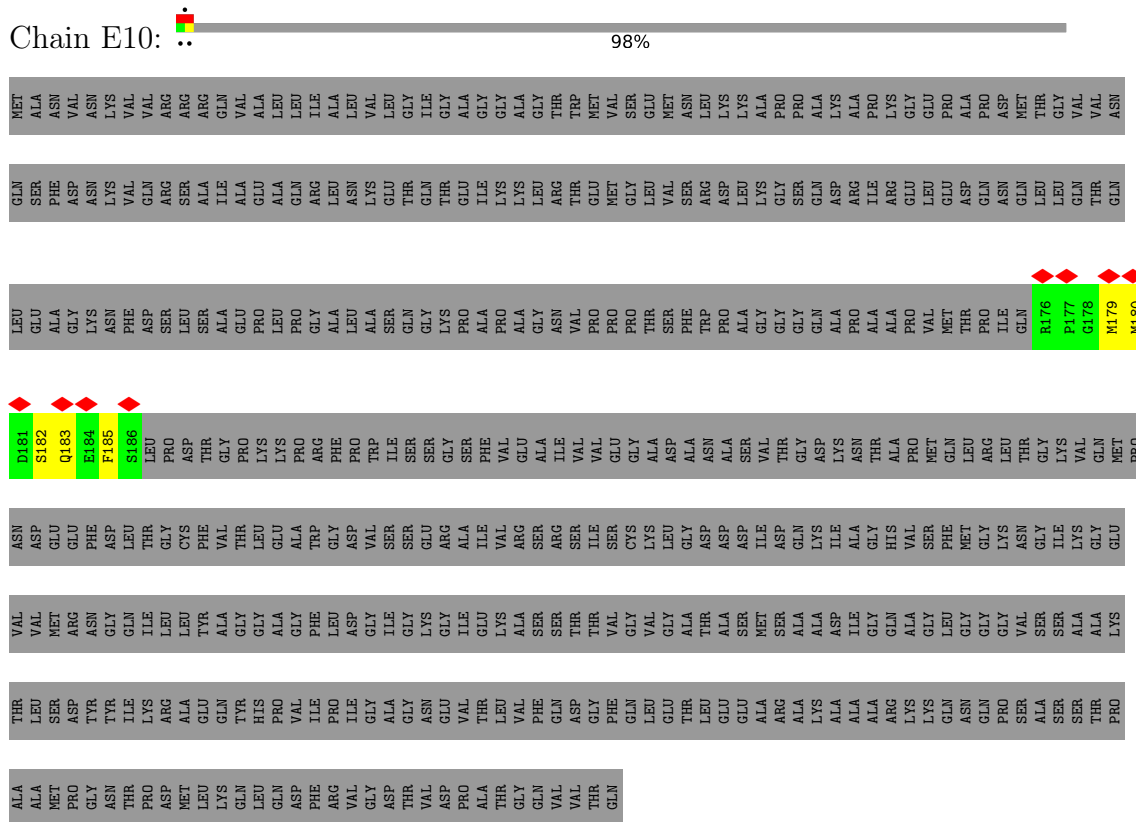 Chain E10:
98%
MET ALA ASN VAL ASN LYS VAL VAL ARG ARG ARG GLN VAL ALA LEU LEU ILE ALA LEU VAL LEU GLY ILE GLY ALA GLY GLY ALA GLY THR TRP MET VAL SER GLU MET ASN LEU LYS LYS ALA PRO PRO ALA LYS ALA PRO LYS GLY GLU PRO ALA PRO ASP MET THR GLY VAL VAL ASN
GLN SER PHE ASP ASN LYS VAL GLN ARG SER ALA ILE ALA GLU ALA GLN ARG LEU ASN LYS GLU THR GLN THR GLU ILE LYS LYS LEU ARG THR GLU MET GLY LEU VAL SER ARG ASP LEU LYS GLY SER GLN ASP ARG ILE ARG GLU LEU GLU ASP GLN ASN GLN LEU LEU GLN THR GLN
LEU GLU ALA GLY LYS ASN PHE ASP SER LEU SER ALA GLU PRO LEU PRO GLY ALA LEU ALA SER GLN GLY LYS PRO ALA PRO ALA GLY ASN VAL PRO PRO PRO THR SER PHE TRP PRO ALA GLY GLY GLY GLN ALA PRO ALA ALA PRO VAL MET THR PRO ILE GLN R176 P177 G178 M179 M180
D181 S182 Q183 E184 F185 S186 LEU PRO ASP THR GLY PRO LYS LYS PRO ARG PHE PRO TRP ILE SER SER GLY SER PHE VAL GLU ALA ILE VAL VAL GLU GLY ALA ASP ALA ASN ALA SER VAL THR GLY ASP LYS ASN THR ALA PRO MET GLN LEU ARG LEU THR GLY LYS VAL GLN MET PRO
ASN ASP GLU GLU PHE ASP LEU THR GLY CYS PHE VAL THR LEU GLU ALA TRP GLY ASP VAL SER SER GLU ARG ALA ILE VAL ARG SER ARG SER ILE SER CYS LYS LEU GLY ASP ASP ASP ILE ASP GLN LYS ILE ALA GLY HIS VAL SER PHE MET GLY LYS ASN GLY ILE LYS GLY GLU
VAL VAL MET ARG ASN GLY GLN ILE LEU LEU TYR ALA GLY GLY ALA GLY PHE LEU ASP GLY ILE GLY LYS GLY ILE GLU LYS ALA SER SER THR THR VAL GLY VAL GLY ALA THR ALA SER MET SER ALA ALA ASP ILE GLY GLN ALA GLY LEU GLY GLY GLY VAL SER SER ALA ALA LYS
THR LEU SER ASP TYR TYR ILE LYS ARG ALA GLU GLN TYR HIS PRO VAL ILE PRO ILE GLY ALA GLY ASN GLU VAL THR LEU VAL PHE GLN ASP GLY PHE GLN LEU GLU THR LEU GLU GLU ALA ARG ALA LYS ALA ALA ALA ARG LYS LYS GLN ASN GLN PRO SER ALA SER SER THR PRO
ALA ALA MET PRO GLY ASN THR PRO ASP MET LEU LYS GLN LEU GLN ASP PHE ARG VAL GLY ASP THR VAL ASP PRO ALA THR GLY GLN VAL VAL THR GLN